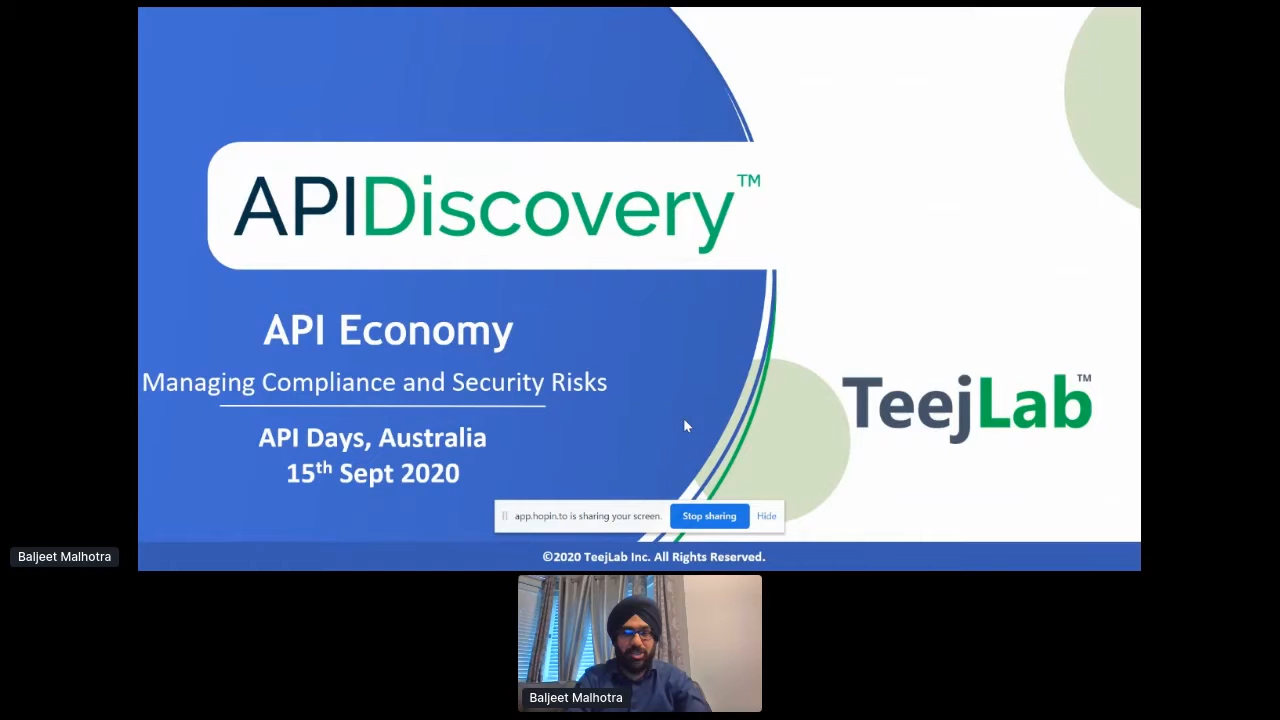 APIDiscovery™
API Economy
Managing Compliance and Security Risks
API Days, Australia
15th Sept 2020
TeejLab™
app.hopin.to is sharing your screen.
Stop sharing
Hide
©2020 TeejLab Inc. All Rights Reserved.
Baljeet Malhotra
Baljeet Malhotra